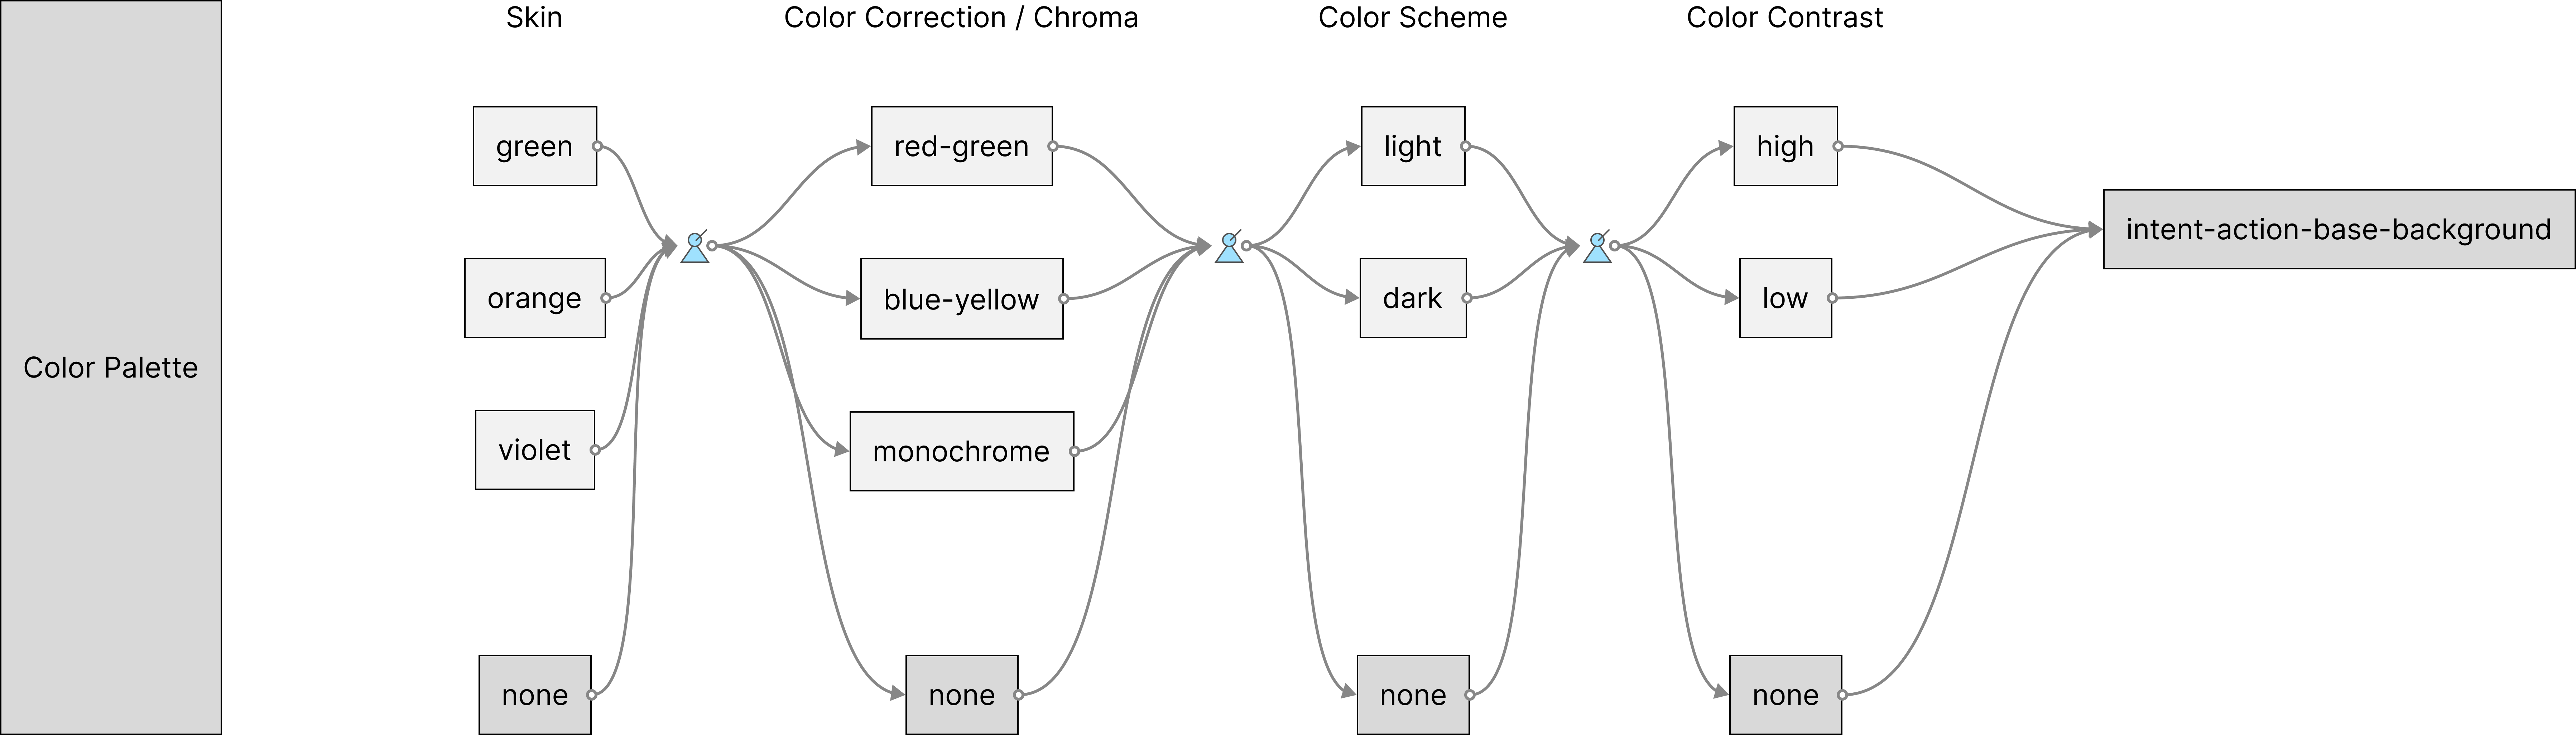 Color Palette
Skin
Color Correction / Chroma
Color Scheme
Color Contrast
green
orange
violet
none
red-green
blue-yellow
monochrome
none
light
dark
none
high
low
none
intent-action-base-background